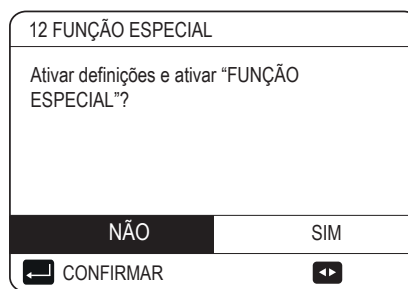 12 FUNÇÃO ESPECIAL
Ativar definições e ativar “FUNÇÃO
ESPECIAL”?
NÃO SIM
CONFIRMAR